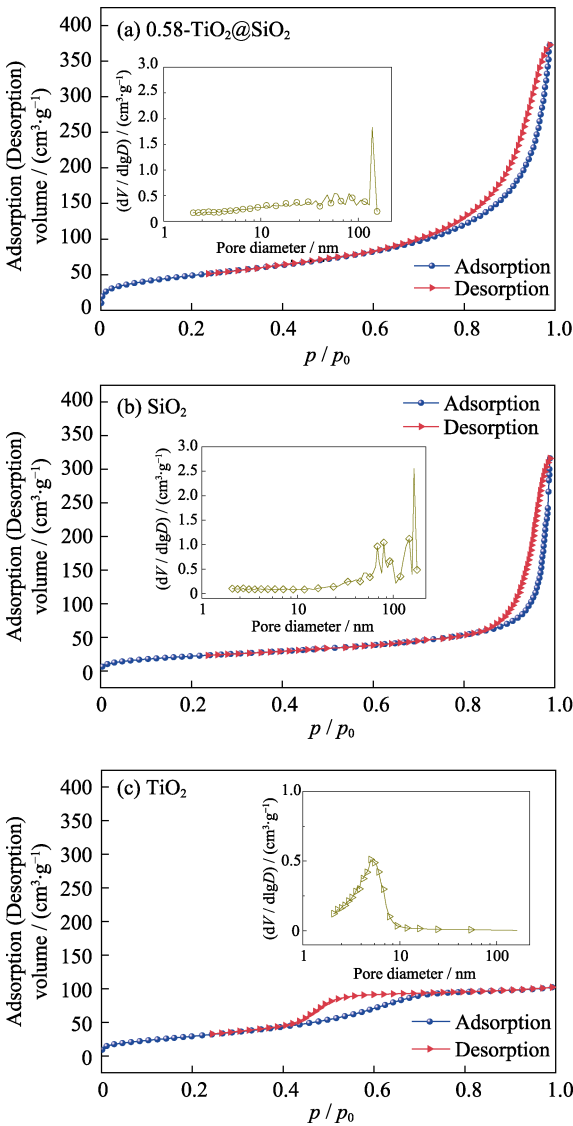 (a) 0.58-TiO₂@SiO₂
400
350
300
250
200
150
100
50
0
Adsorption (Desorption)
volume / (cm³·g⁻¹)
3.0
2.5
2.0
1.5
1.0
0.5
0
(dV / dlgD) / (cm³·g⁻¹)
1 10 100
Pore diameter / nm
Adsorption
Desorption
0 0.2 0.4 0.6 0.8 1.0
p / p₀
(b) SiO₂
400
350
300
250
200
150
100
50
0
Adsorption (Desorption)
volume / (cm³·g⁻¹)
Adsorption
Desorption
3.0
2.5
2.0
1.5
1.0
0.5
0
(dV / dlgD) / (cm³·g⁻¹)
1 10 100
Pore diameter / nm
0 0.2 0.4 0.6 0.8 1.0
p / p₀
(c) TiO₂
400
350
300
250
200
150
100
50
0
Adsorption (Desorption)
volume / (cm³·g⁻¹)
1.0
0.5
0
(dV / dlgD) / (cm³·g⁻¹)
1 10 100
Pore diameter / nm
Adsorption
Desorption
0 0.2 0.4 0.6 0.8 1.0
p / p₀